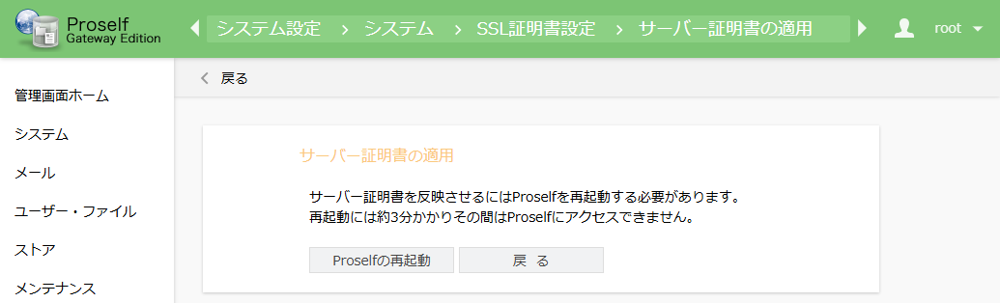 Proself
Gateway Edition
システム設定 > システム > SSL証明書設定 > サーバー証明書の適用
root
戻る
管理画面ホーム
システム
メール
ユーザー・ファイル
ストア
メンテナンス
サーバー証明書の適用
サーバー証明書を反映させるにはProselfを再起動する必要があります。
再起動には約3分かかりその間はProselfにアクセスできません。
Proselfの再起動
戻 る